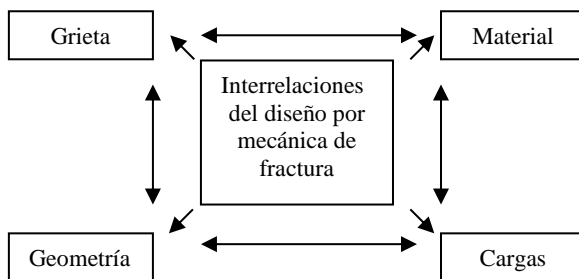 Grieta
Material
Interrelaciones
del diseño por
mecánica de
fractura
Geometría
Cargas